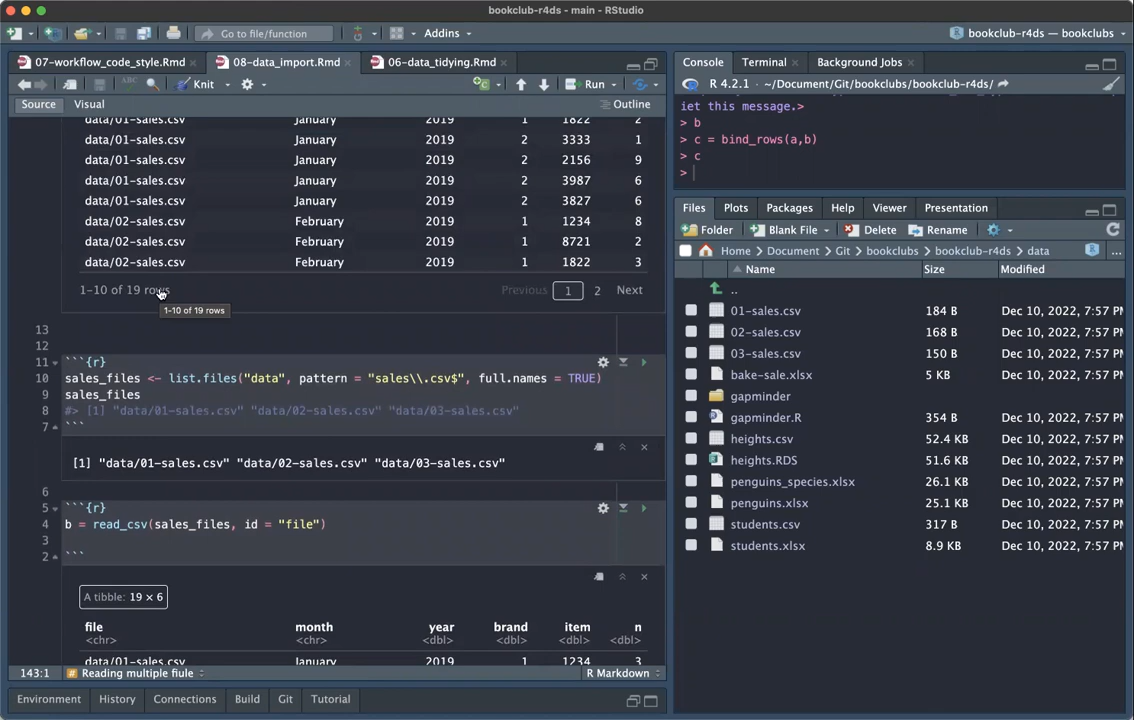 bookclub-r4ds - main - RStudio
Go to file/function
Addins
bookclub-r4ds — bookclubs
07-workflow_code_style.Rmd
08-data_import.Rmd
06-data_tidying.Rmd
ABC
Knit
Run
Source
Visual
Outline
data/01-sales.csv January 2019 1 1822 2
data/01-sales.csv January 2019 2 3333 1
data/01-sales.csv January 2019 2 2156 9
data/01-sales.csv January 2019 2 3987 6
data/01-sales.csv January 2019 2 3827 6
data/02-sales.csv February 2019 1 1234 8
data/02-sales.csv February 2019 1 8721 2
data/02-sales.csv February 2019 1 1822 3
1-10 of 19 rows Previous 1 2 Next
1-10 of 19 rows
13
12
11 ```{r}
10 sales_files <- list.files("data", pattern = "sales\\.csv$", full.names = TRUE)
9 sales_files
8 #> [1] "data/01-sales.csv" "data/02-sales.csv" "data/03-sales.csv"
7 ```
[1] "data/01-sales.csv" "data/02-sales.csv" "data/03-sales.csv"
6
5 ```{r}
4 b = read_csv(sales_files, id = "file")
3
2 ```
A tibble: 19 × 6
file month year brand item n
<chr> <chr> <dbl> <dbl> <dbl> <dbl>
data/01-sales.csv January 2019 1 1234 3
143:1 # Reading multiple fiule R Markdown
Environment History Connections Build Git Tutorial
Console Terminal Background Jobs
R 4.2.1 · ~/Document/Git/bookclubs/bookclub-r4ds/
iet this message.>
> b
> c = bind_rows(a,b)
> c
>
Files Plots Packages Help Viewer Presentation
Folder Blank File Delete Rename
Home > Document > Git > bookclubs > bookclub-r4ds > data ...
Name Size Modified
..
01-sales.csv 184 B Dec 10, 2022, 7:57 PM
02-sales.csv 168 B Dec 10, 2022, 7:57 PM
03-sales.csv 150 B Dec 10, 2022, 7:57 PM
bake-sale.xlsx 5 KB Dec 10, 2022, 7:57 PM
gapminder
gapminder.R 354 B Dec 10, 2022, 7:57 PM
heights.csv 52.4 KB Dec 10, 2022, 7:57 PM
heights.RDS 51.6 KB Dec 10, 2022, 7:57 PM
penguins_species.xlsx 26.1 KB Dec 10, 2022, 7:57 PM
penguins.xlsx 25.1 KB Dec 10, 2022, 7:57 PM
students.csv 317 B Dec 10, 2022, 7:57 PM
students.xlsx 8.9 KB Dec 10, 2022, 7:57 PM